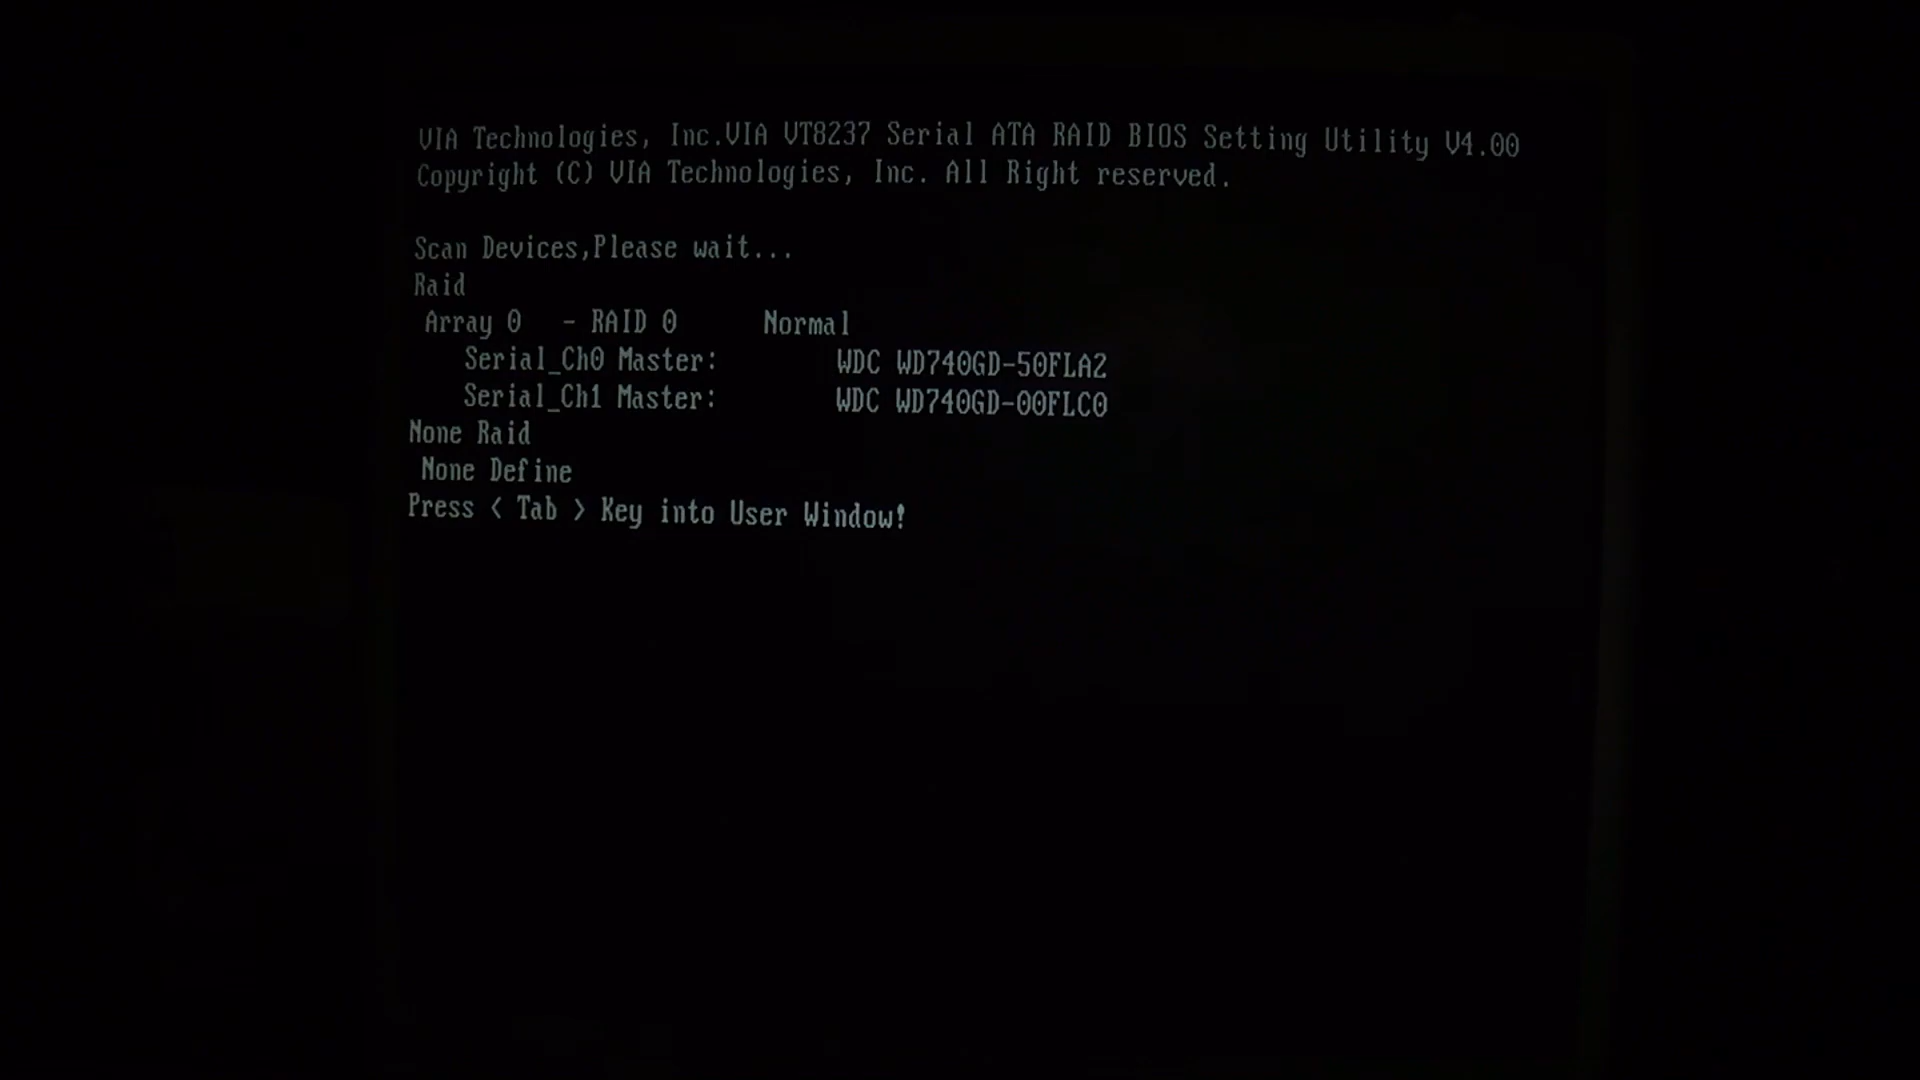 VIA Technologies, Inc.VIA VT8237 Serial ATA RAID BIOS Setting Utility V4.00
Copyright (C) VIA Technologies, Inc. All Right reserved.
Scan Devices,Please wait...
Raid
Array 0 - RAID 0 Normal
Serial_Ch0 Master: WDC WD740GD-50FLA2
Serial_Ch1 Master: WDC WD740GD-00FLC0
None Raid
None Define
Press < Tab > Key into User Window!